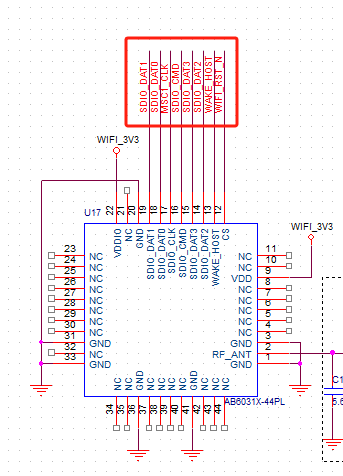 SDIO_DAT1
SDIO_DAT0
MSCT_CLK
SDIO_CMD
SDIO_DAT3
SDIO_DAT2
WAKE_HOST
WIFI_RST_N
WIFI_3V3
22 21 20 19 18 17 16 15 14 13 12
U17
WIFI_3V3
VDDIO
NC
GND
SDIO_DAT1
SDIO_DAT0
SDIO_CLK
SDIO_CMD
SDIO_DAT3
SDIO_DAT2
WAKE_HOST
CS
23 NC NC 11
24 NC NC 10
25 NC VDD 9
26 NC NC 8
27 NC NC 7
28 NC NC 6
29 NC NC 5
30 NC NC 4
31 GND GND 3
32 NC RF_ANT 2
33 GND GND 1
NC NC GND NC NC NC NC GND NC NC NC
AB6031X-44PL
34 35 36 37 38 39 40 41 42 43 44
C1
5.6